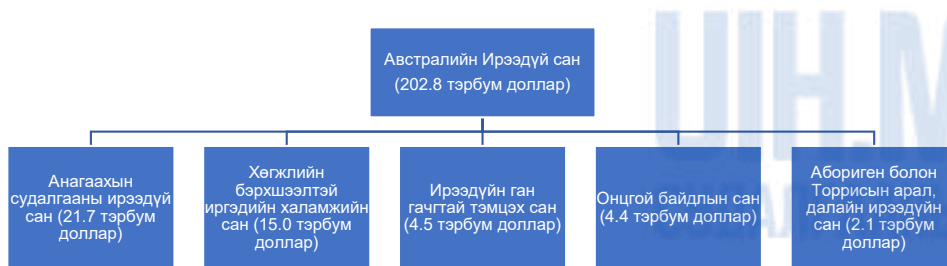 Австралийн Ирээдүй сан
(202.8 тэрбум доллар)
Анагаахын
судалгааны ирээдүй
сан (21.7 тэрбум
доллар)
Хөгжлийн
бэрхшээлтэй
иргэдийн халамжийн
сан (15.0 тэрбум
доллар)
Ирээдүйн ган
гачгтай тэмцэх сан
(4.5 тэрбум доллар)
Онцгой байдлын сан
(4.4 тэрбум доллар)
Абориген болон
Торрисын арал,
далайн ирээдүйн
сан (2.1 тэрбум
доллар)